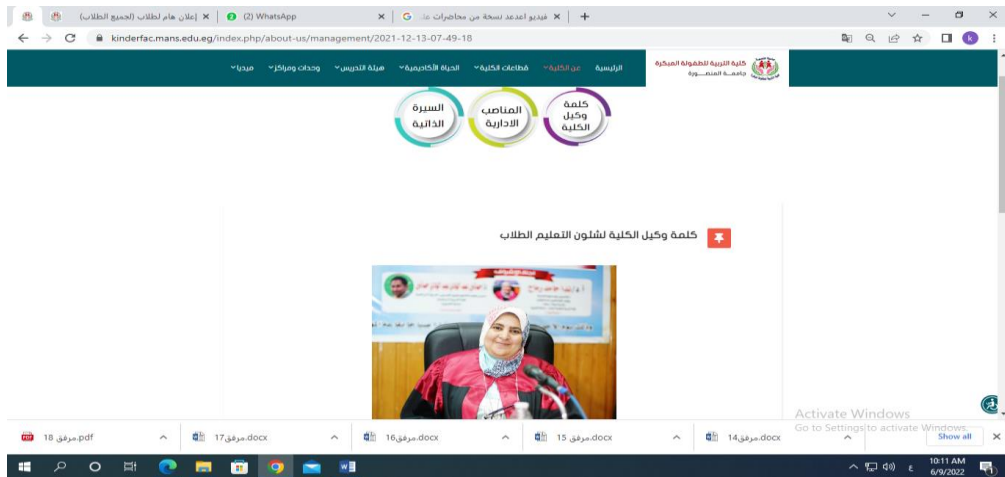 إعلان هام لطلاب (لجميع الطلاب)
(2) WhatsApp
فيديو اعدعد نسخة من محاضرات عا
kinderfac.mans.edu.eg/index.php/about-us/management/2021-12-13-07-49-18
كلية التربية للطفولة المبكرة
جامعـــة المنصـــورة
الرئيسية عن الكلية قطاعات الكلية الحياة الأكاديمية هيئة التدريس وحدات ومراكز ميديا
كلمة وكيل الكلية
المناصب الادارية
السيرة الذاتية
كلمة وكيل الكلية لشئون التعليم الطلاب
Activate Windows
Go to Settings to activate Windows.
مرفق 18.pdf
مرفق17.docx
مرفق16.docx
مرفق 15.docx
مرفق14.docx
Show all
ع
10:11 AM
6/9/2022